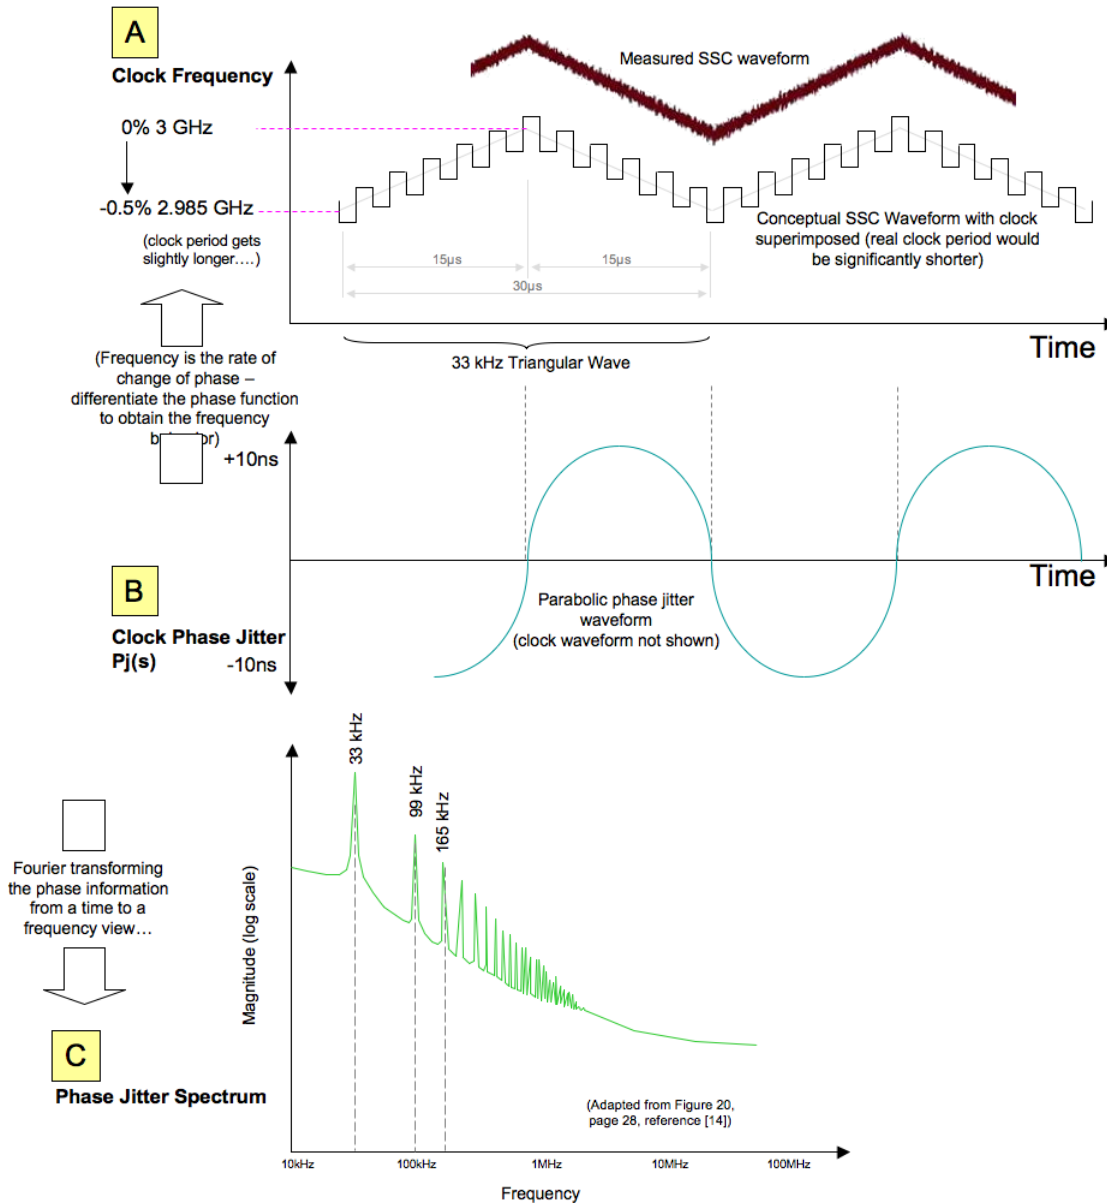 A
Clock Frequency
Measured SSC waveform
0% 3 GHz
-0.5% 2.985 GHz
(clock period gets
slightly longer....)
15µs
15µs
30µs
Conceptual SSC Waveform with clock
superimposed (real clock period would
be significantly shorter)
Time
33 kHz Triangular Wave
(Frequency is the rate of
change of phase –
differentiate the phase function
to obtain the frequency
+10ns
Time
B
Clock Phase Jitter
Pj(s)
-10ns
Parabolic phase jitter
waveform
(clock waveform not shown)
33 kHz
99 kHz
165 kHz
Fourier transforming
the phase information
from a time to a
frequency view...
Magnitude (log scale)
C
Phase Jitter Spectrum
(Adapted from Figure 20,
page 28, reference [14])
10kHz
100kHz
1MHz
10MHz
100MHz
Frequency